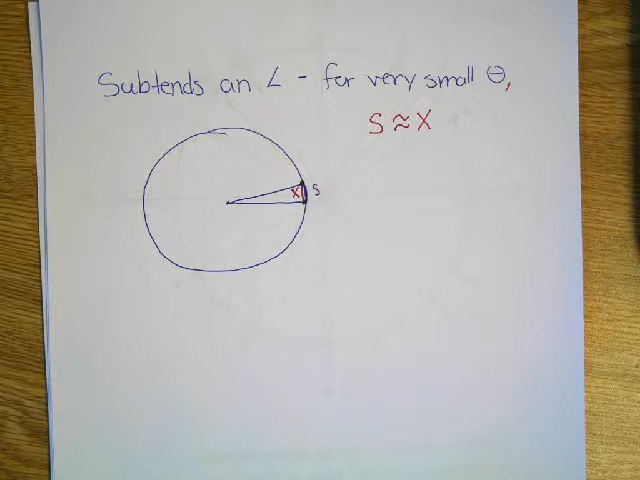 Subtends an ∠ - for very small θ,
S ≈ X
X S